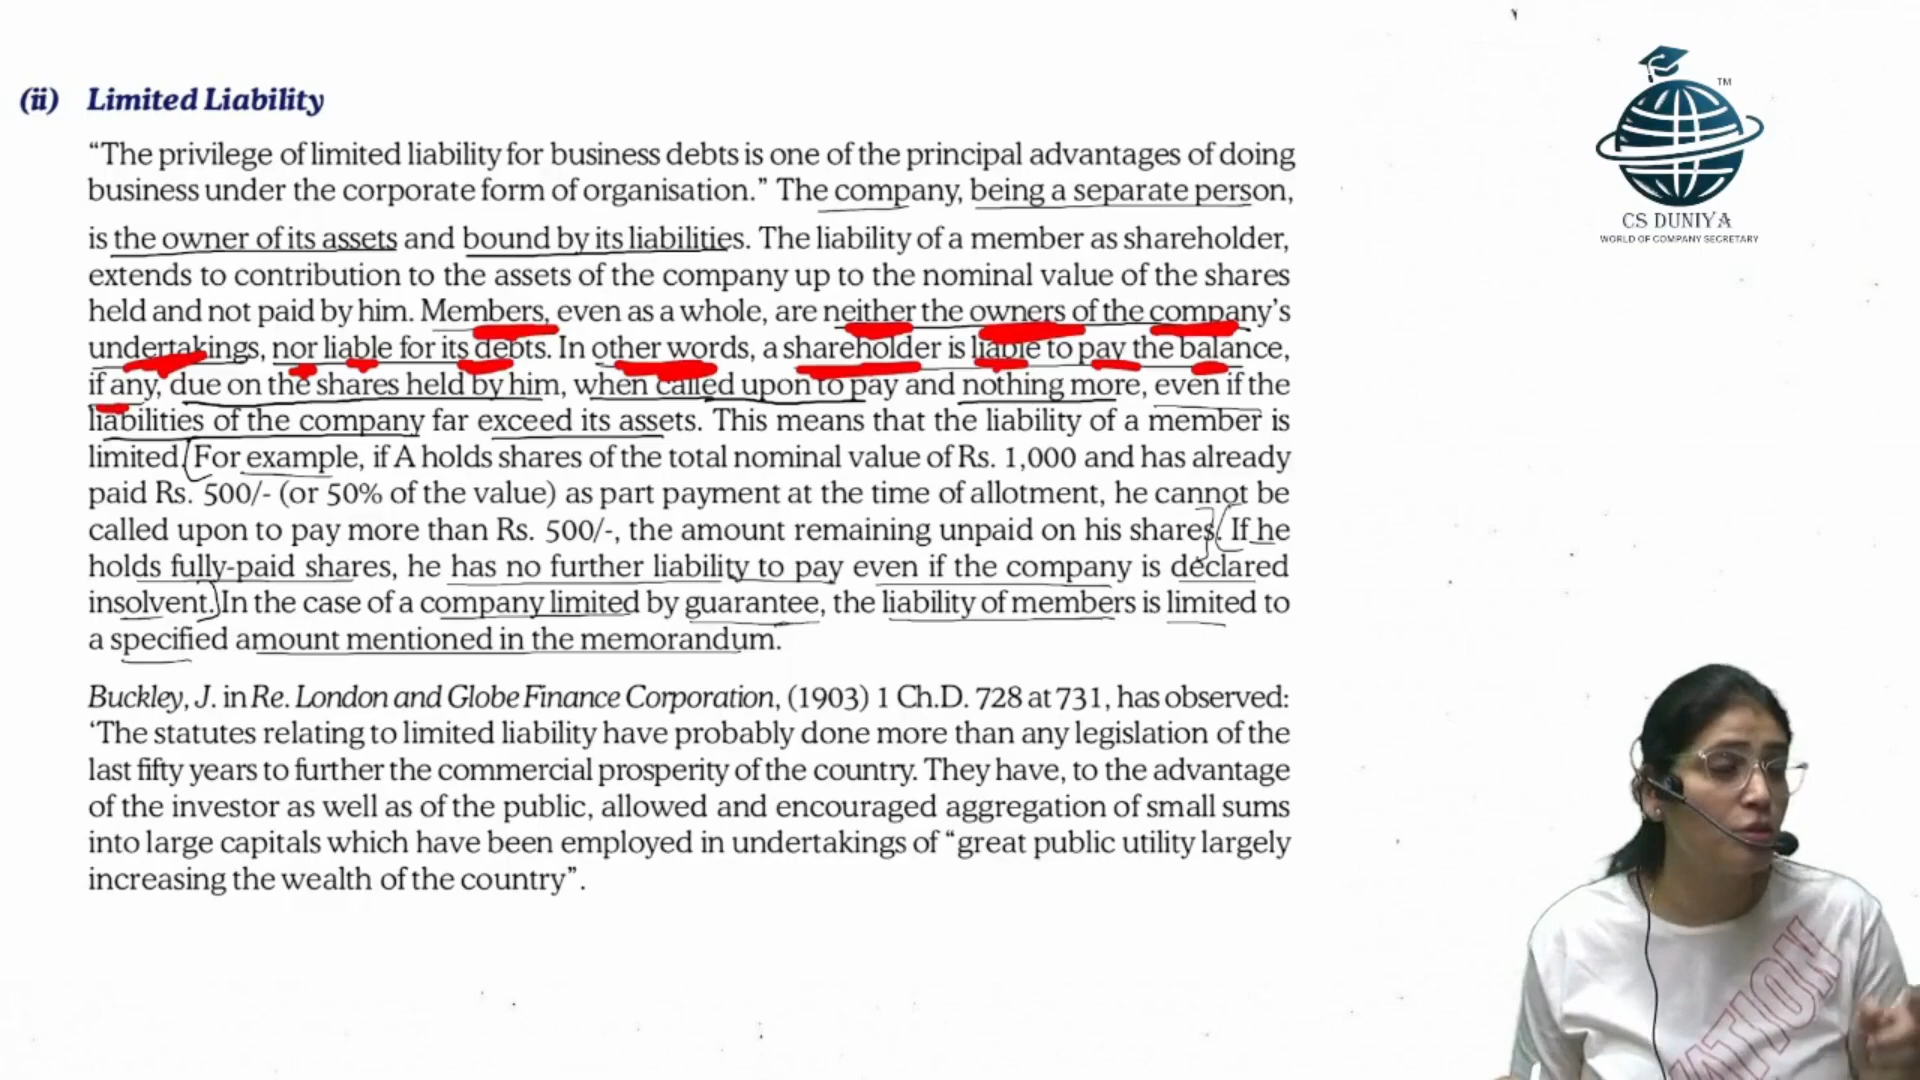 (ii) Limited Liability
“The privilege of limited liability for business debts is one of the principal advantages of doing
business under the corporate form of organisation.” The company, being a separate person,
is the owner of its assets and bound by its liabilities. The liability of a member as shareholder,
extends to contribution to the assets of the company up to the nominal value of the shares
held and not paid by him. Members, even as a whole, are neither the owners of the company’s
undertakings, nor liable for its debts. In other words, a shareholder is liable to pay the balance,
if any, due on the shares held by him, when called upon to pay and nothing more, even if the
liabilities of the company far exceed its assets. This means that the liability of a member is
limited. For example, if A holds shares of the total nominal value of Rs. 1,000 and has already
paid Rs. 500/- (or 50% of the value) as part payment at the time of allotment, he cannot be
called upon to pay more than Rs. 500/-, the amount remaining unpaid on his shares. If he
holds fully-paid shares, he has no further liability to pay even if the company is declared
insolvent. In the case of a company limited by guarantee, the liability of members is limited to
a specified amount mentioned in the memorandum.
Buckley, J. in Re. London and Globe Finance Corporation, (1903) 1 Ch.D. 728 at 731, has observed:
‘The statutes relating to limited liability have probably done more than any legislation of the
last fifty years to further the commercial prosperity of the country. They have, to the advantage
of the investor as well as of the public, allowed and encouraged aggregation of small sums
into large capitals which have been employed in undertakings of “great public utility largely
increasing the wealth of the country”.
TM
CS DUNIYA
WORLD OF COMPANY SECRETARY